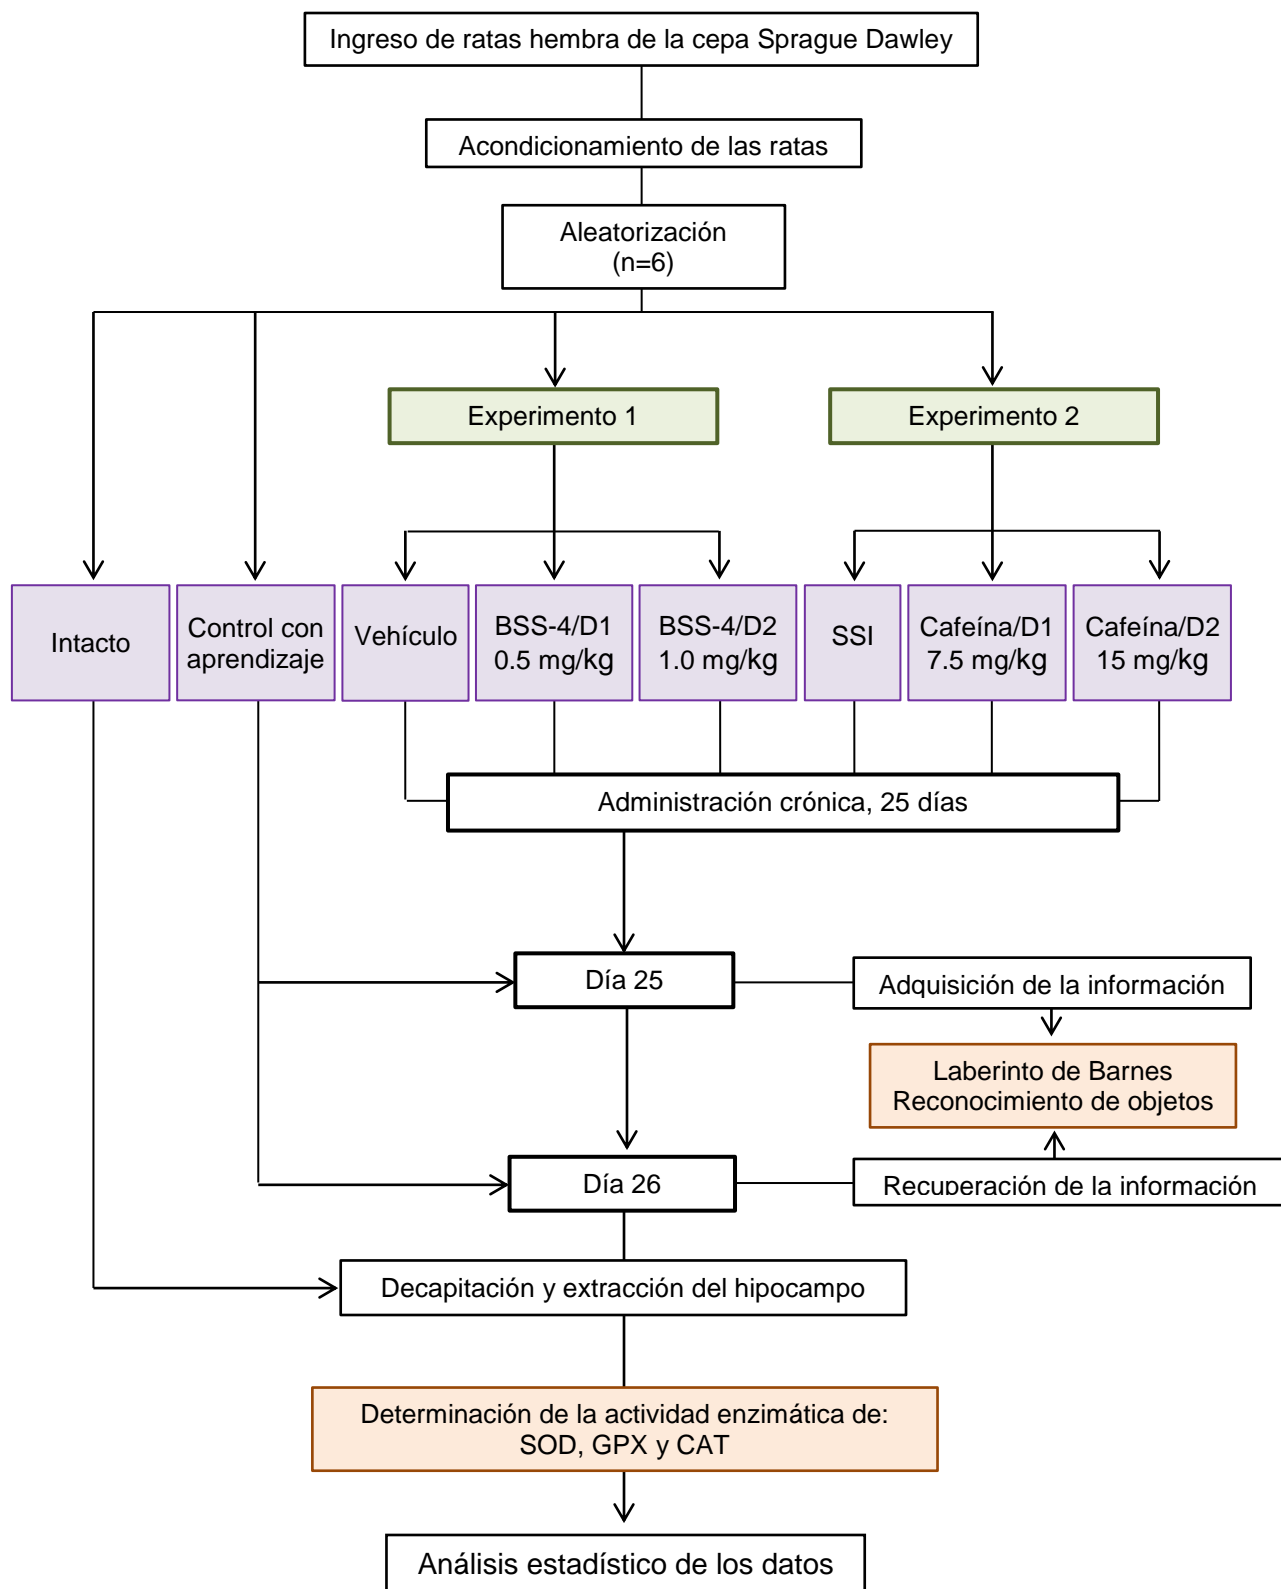 Ingreso de ratas hembra de la cepa Sprague Dawley
Acondicionamiento de las ratas
Aleatorización
(n=6)
Experimento 1
Experimento 2
Intacto
Control con
aprendizaje
Vehículo
BSS-4/D1
0.5 mg/kg
BSS-4/D2
1.0 mg/kg
SSI
Cafeína/D1
7.5 mg/kg
Cafeína/D2
15 mg/kg
Administración crónica, 25 días
Día 25
Adquisición de la información
Laberinto de Barnes
Reconocimiento de objetos
Día 26
Recuperación de la información
Decapitación y extracción del hipocampo
Determinación de la actividad enzimática de:
SOD, GPX y CAT
Análisis estadístico de los datos